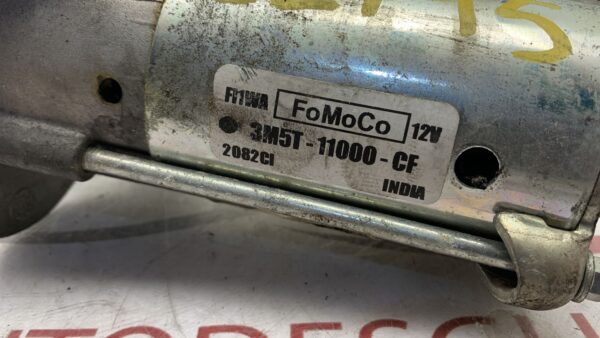 FI1WA FoMoCo 12V
3M5T-11000-CF
2082CI
INDIA